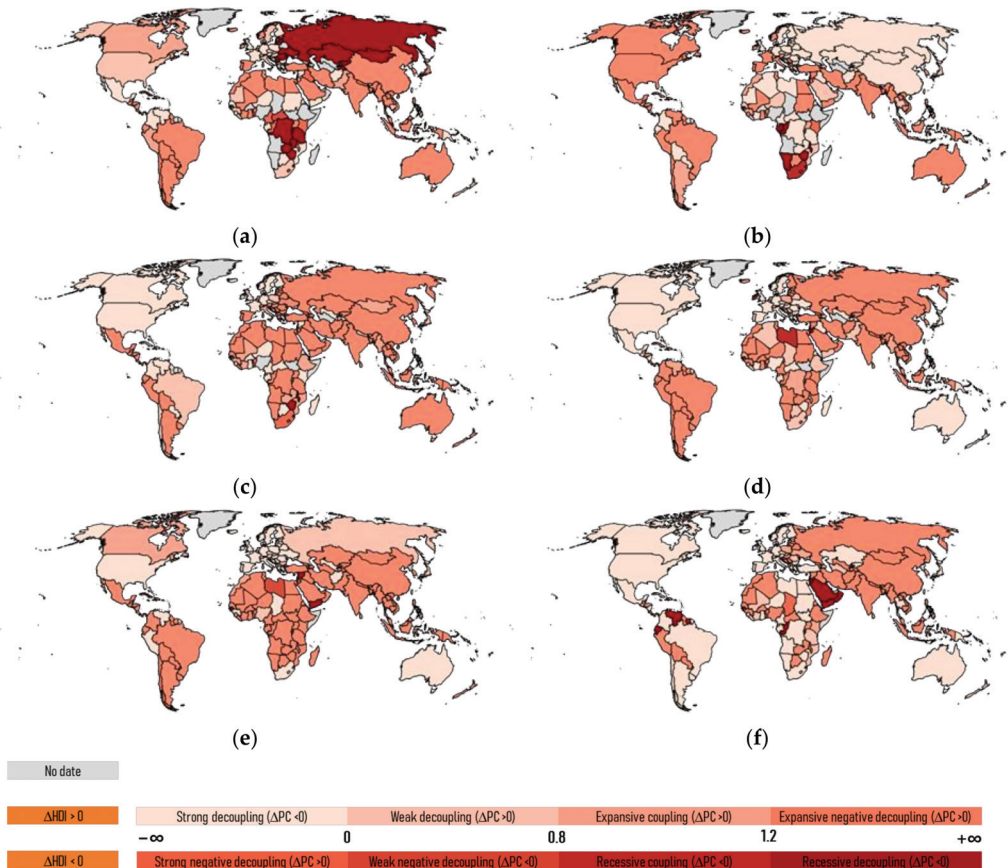 (a) (b)
(c) (d)
(e) (f)
No date
ΔHDI > 0 Strong decoupling (ΔPC <0) Weak decoupling (ΔPC >0) Expansive coupling (ΔPC >0) Expansive negative decoupling (ΔPC >0)
−∞ 0 0.8 1.2 +∞
ΔHDI < 0 Strong negative decoupling (ΔPC >0) Weak negative decoupling (ΔPC <0) Recessive coupling (ΔPC <0) Recessive decoupling (ΔPC <0)